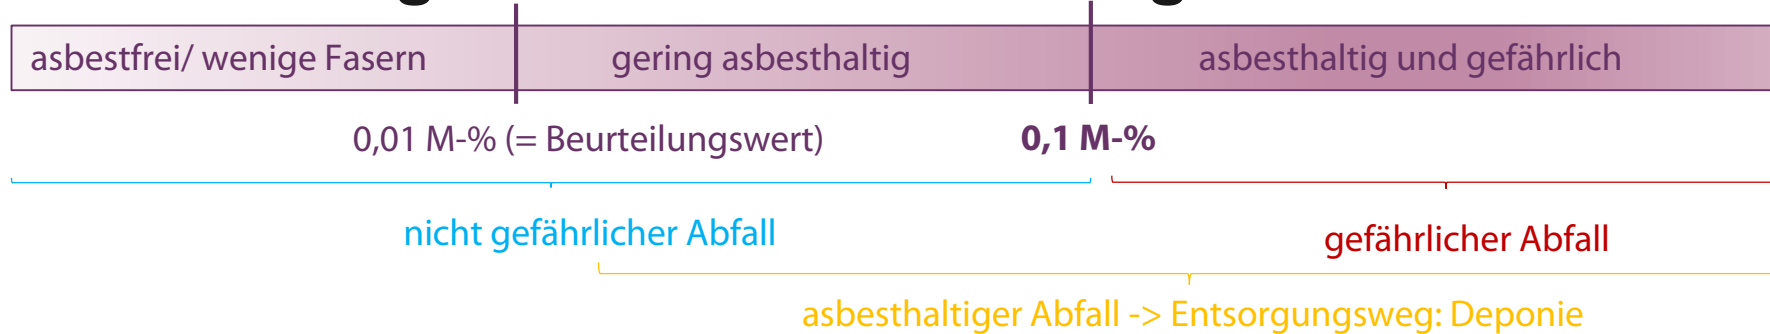 asbestfrei/ wenige Fasern gering asbesthaltig asbesthaltig und gefährlich
0,01 M-% (= Beurteilungswert) 0,1 M-%
nicht gefährlicher Abfall gefährlicher Abfall
asbesthaltiger Abfall -> Entsorgungsweg: Deponie